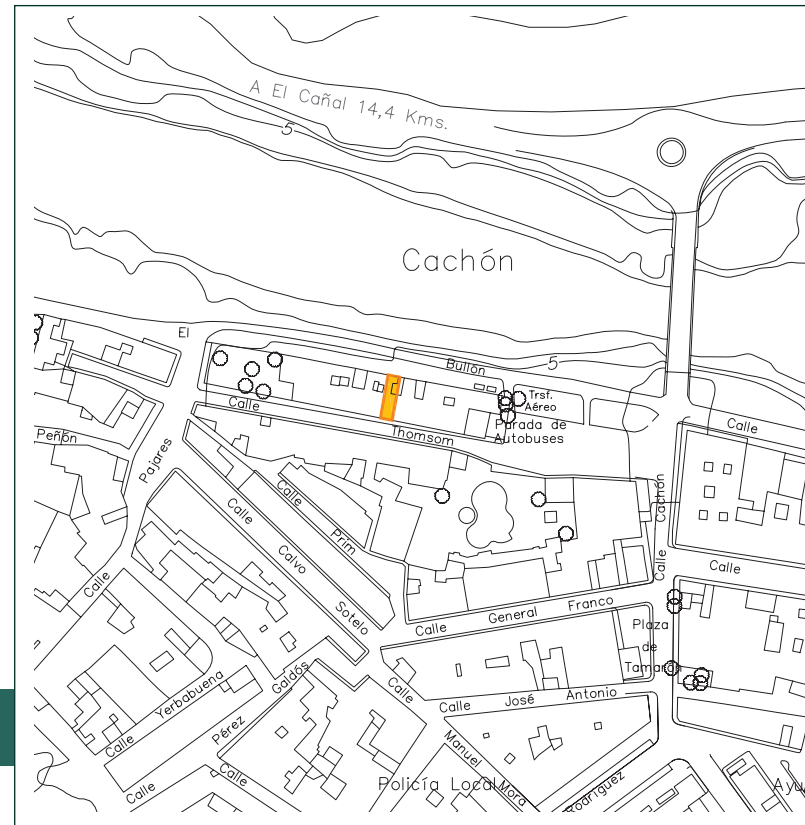 A El Cañal 14,4 Kms.
5
Cachón
El
Bullón
5
Trsf.
Aéreo
Parada de
Autobuses
Calle
Thomsom
Calle
Peñón
Pajares
Calle
Calle
Prim
Calle
Calvo
Sotelo
Cachón
Calle
Calle
Calle
General
Franco
Plaza
de
Tamarón
Calle
José
Antonio
Calle
Manuel
Mora
Galdós
Pérez
Calle
Yerbabuena
Calle
Calle
Policía Local
Rodríguez
Ayu